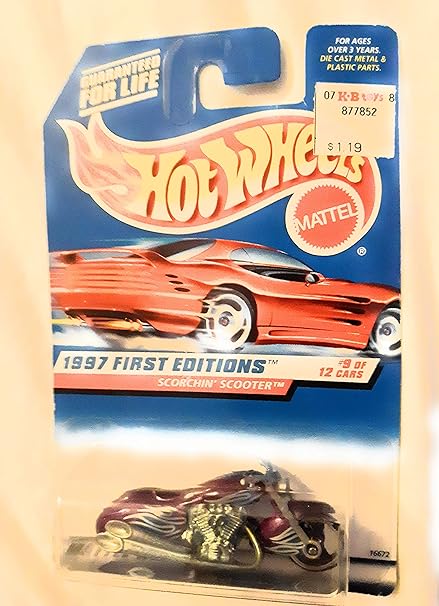 GUARANTEED
FOR LIFE
FOR AGES
OVER 3 YEARS.
DIE CAST METAL &
PLASTIC PARTS.
07 K·B toys 8
877852
$1.19
HOT WHEELS
MATTEL
®
1997 FIRST EDITIONS™
SCORCHIN' SCOOTER™
#9 OF
12 CARS
16672